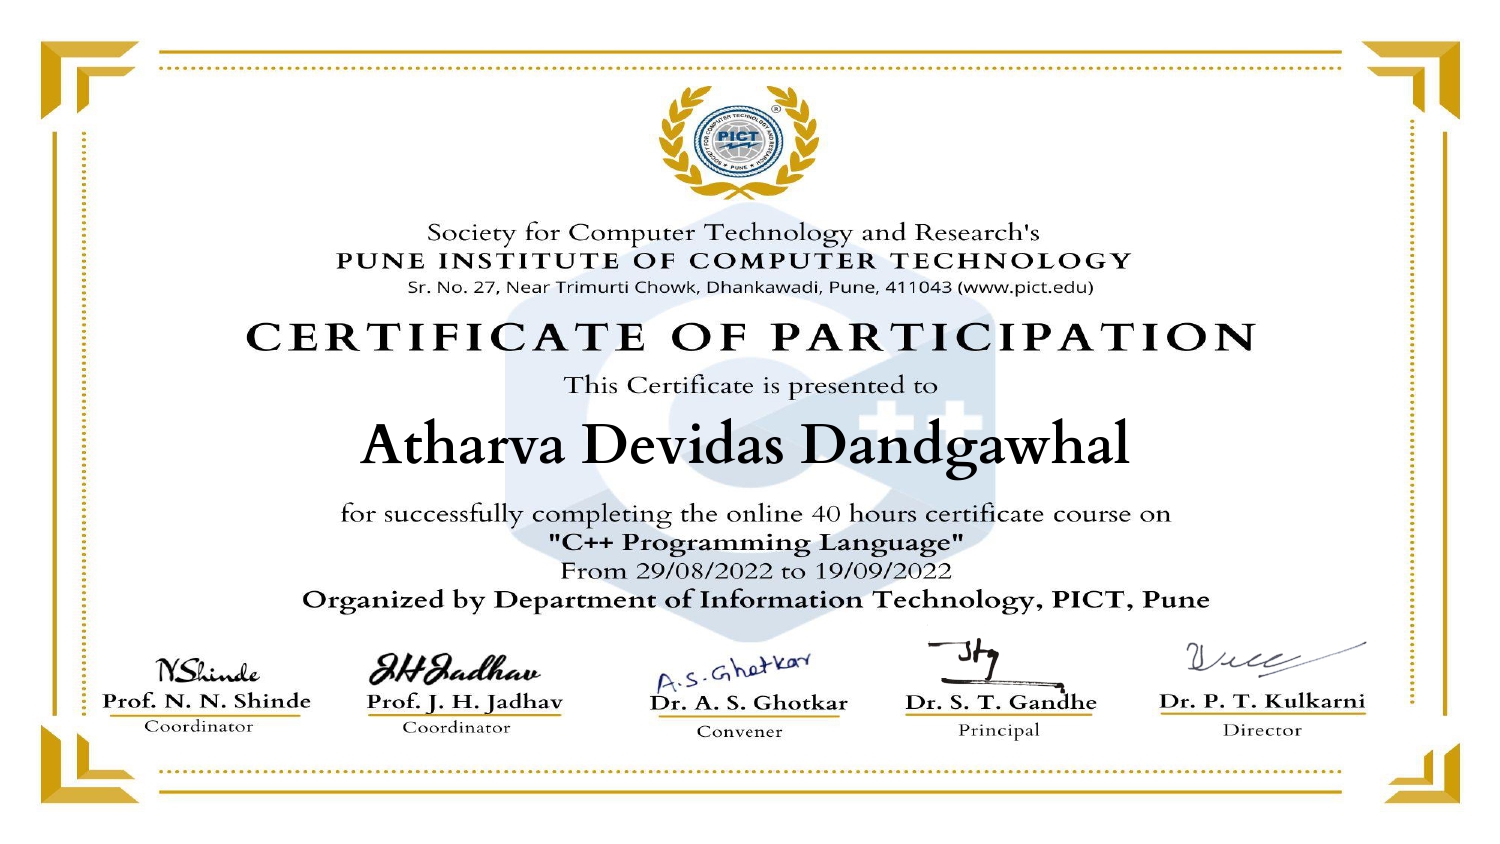 SOCIETY FOR COMPUTER TECHNOLOGY AND RESEARCH
PICT
★ PUNE ★
®
Society for Computer Technology and Research's
PUNE INSTITUTE OF COMPUTER TECHNOLOGY
Sr. No. 27, Near Trimurti Chowk, Dhankawadi, Pune, 411043 (www.pict.edu)
CERTIFICATE OF PARTICIPATION
This Certificate is presented to
C++
Atharva Devidas Dandgawhal
for successfully completing the online 40 hours certificate course on
"C++ Programming Language"
From 29/08/2022 to 19/09/2022
Organized by Department of Information Technology, PICT, Pune
NShinde JHJadhav A.S.Ghotkar
Prof. N. N. Shinde Prof. J. H. Jadhav Dr. A. S. Ghotkar Dr. S. T. Gandhe Dr. P. T. Kulkarni
Coordinator Coordinator Convener Principal Director